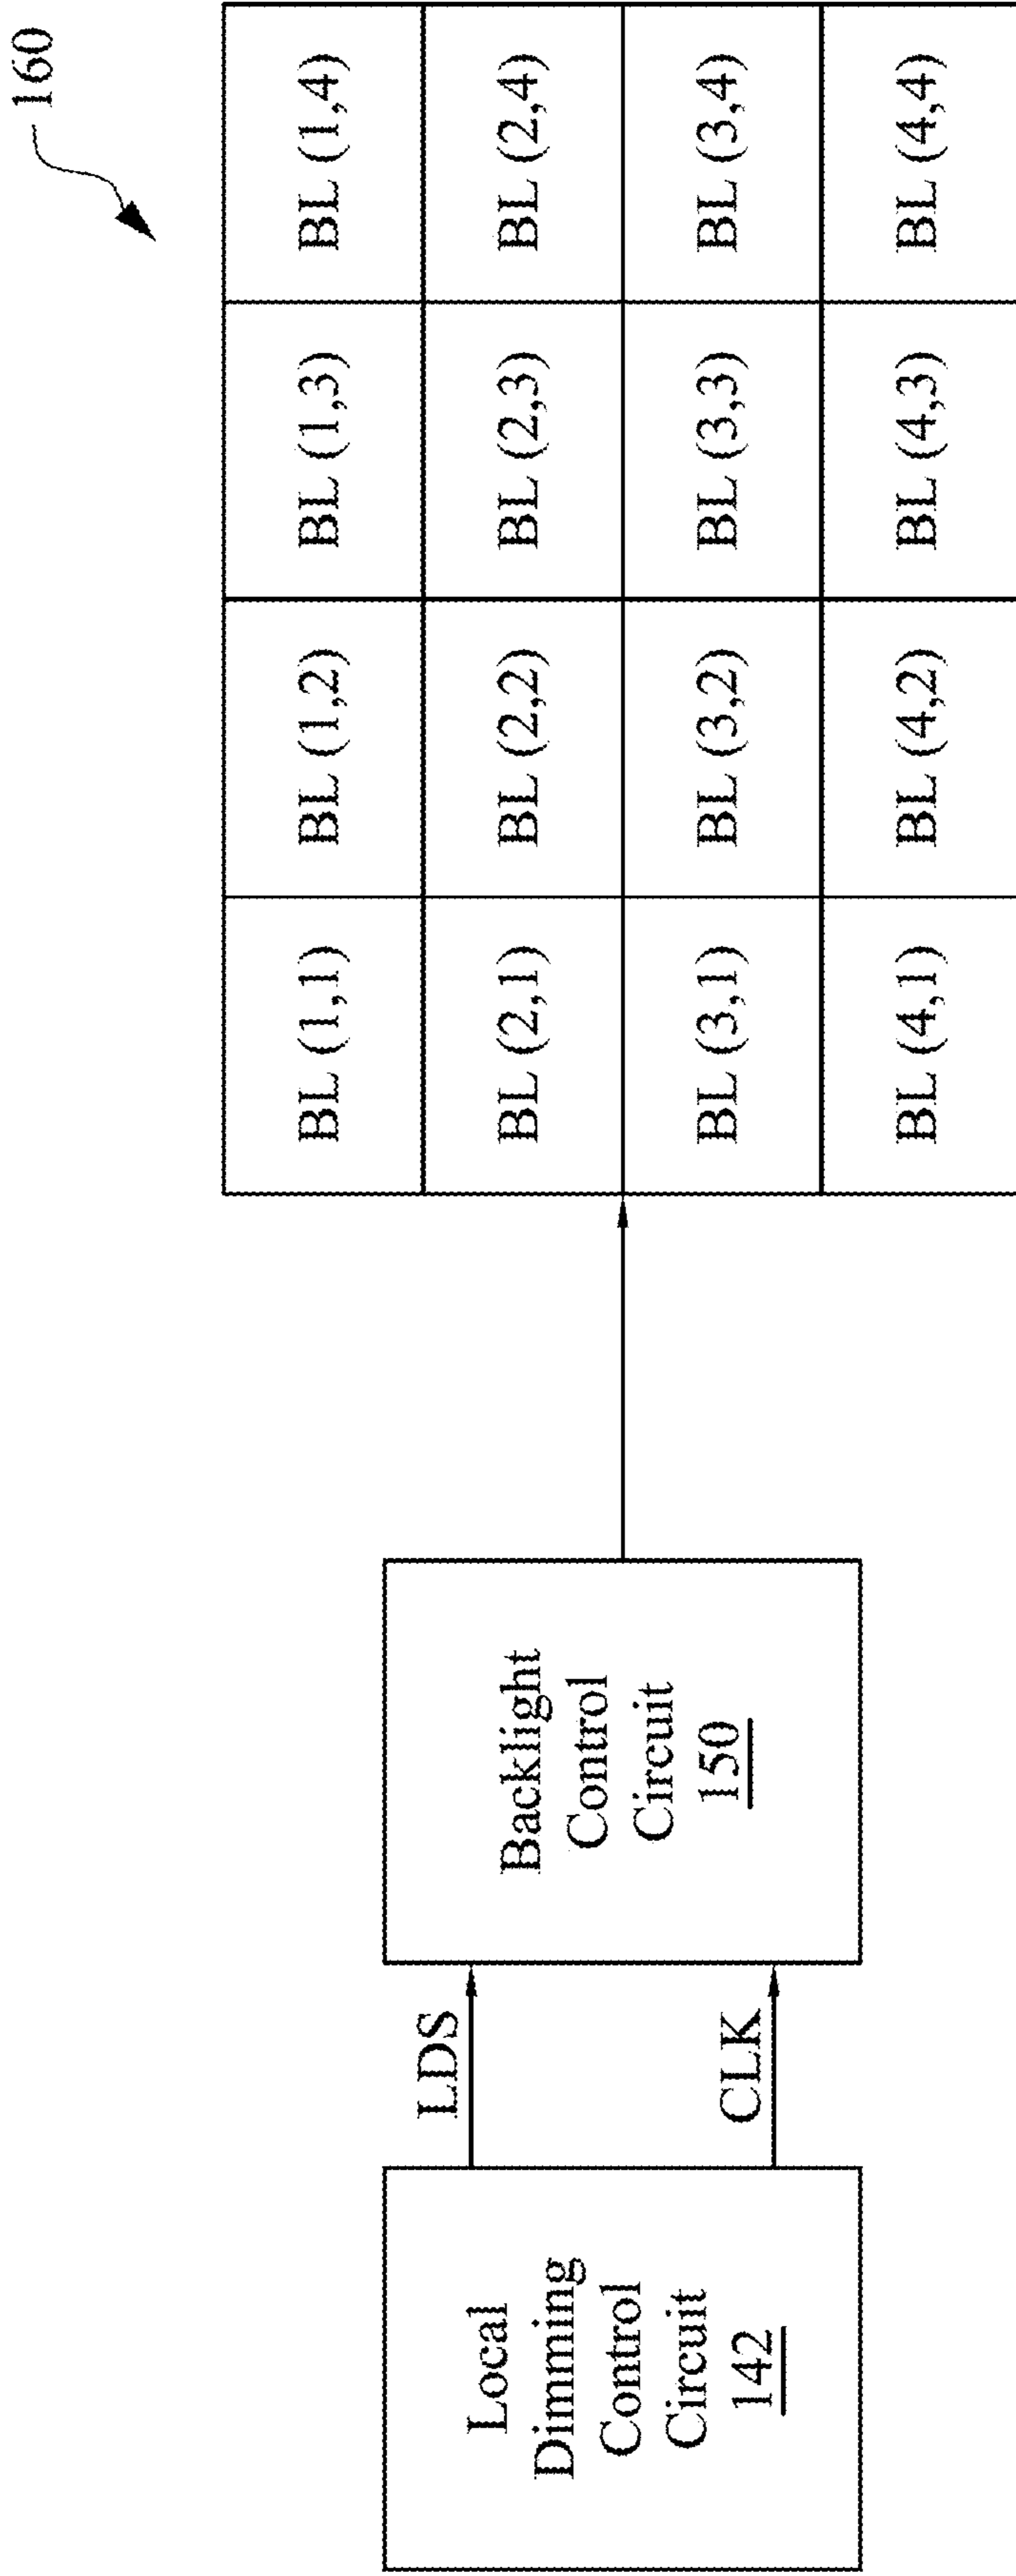 160
Local
Dimming
Control
Circuit
142
LDS
CLK
Backlight
Control
Circuit
150
BL (1,1) BL (1,2) BL (1,3) BL (1,4)
BL (2,1) BL (2,2) BL (2,3) BL (2,4)
BL (3,1) BL (3,2) BL (3,3) BL (3,4)
BL (4,1) BL (4,2) BL (4,3) BL (4,4)